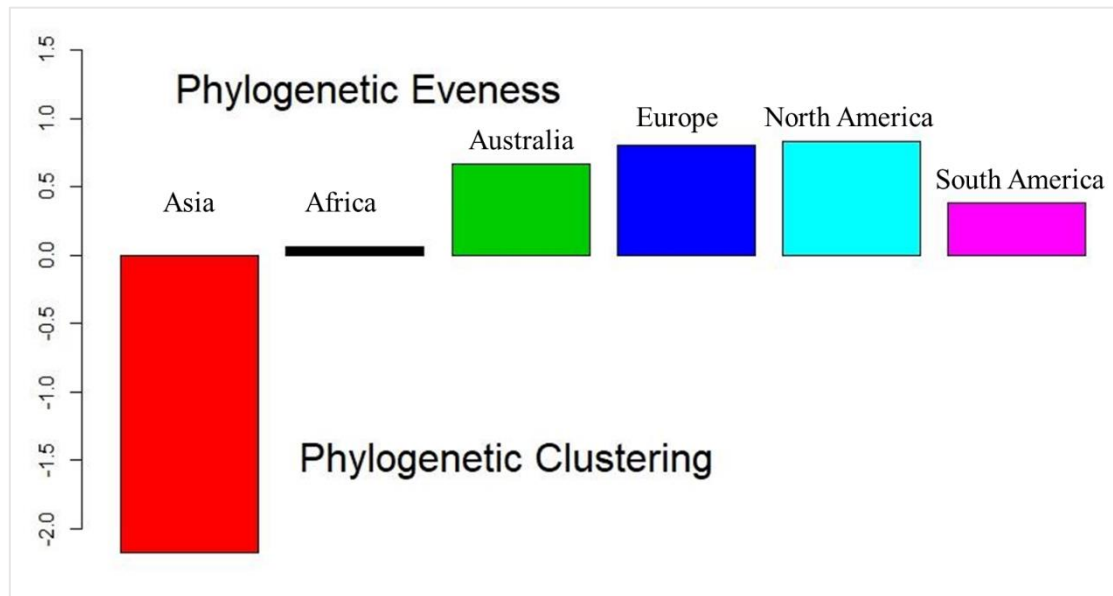 1.5
Phylogenetic Eveness
1.0
Europe
North America
Australia
0.5
South America
Asia
Africa
0.0
-0.5
-1.0
-1.5
Phylogenetic Clustering
-2.0